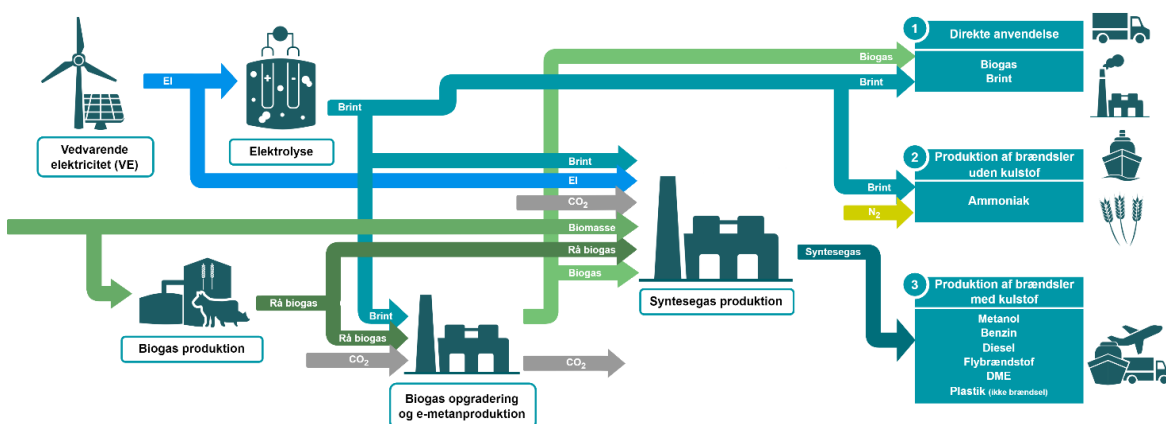 1
Direkte anvendelse
Biogas
Biogas
Brint
Brint
El
Brint
Vedvarende
elektricitet (VE)
Elektrolyse
+
-
Brint
El
CO2
Biomasse
Rå biogas
Biogas
2
Produktion af brændsler
uden kulstof
Brint
Ammoniak
N2
Syntesegas
Syntesegas produktion
3
Produktion af brændsler
med kulstof
Metanol
Benzin
Diesel
Flybrændstof
DME
Plastik (ikke brændsel)
Rå biogas
Brint
Rå biogas
CO2
CO2
Biogas produktion
Biogas opgradering
og e-metanproduktion